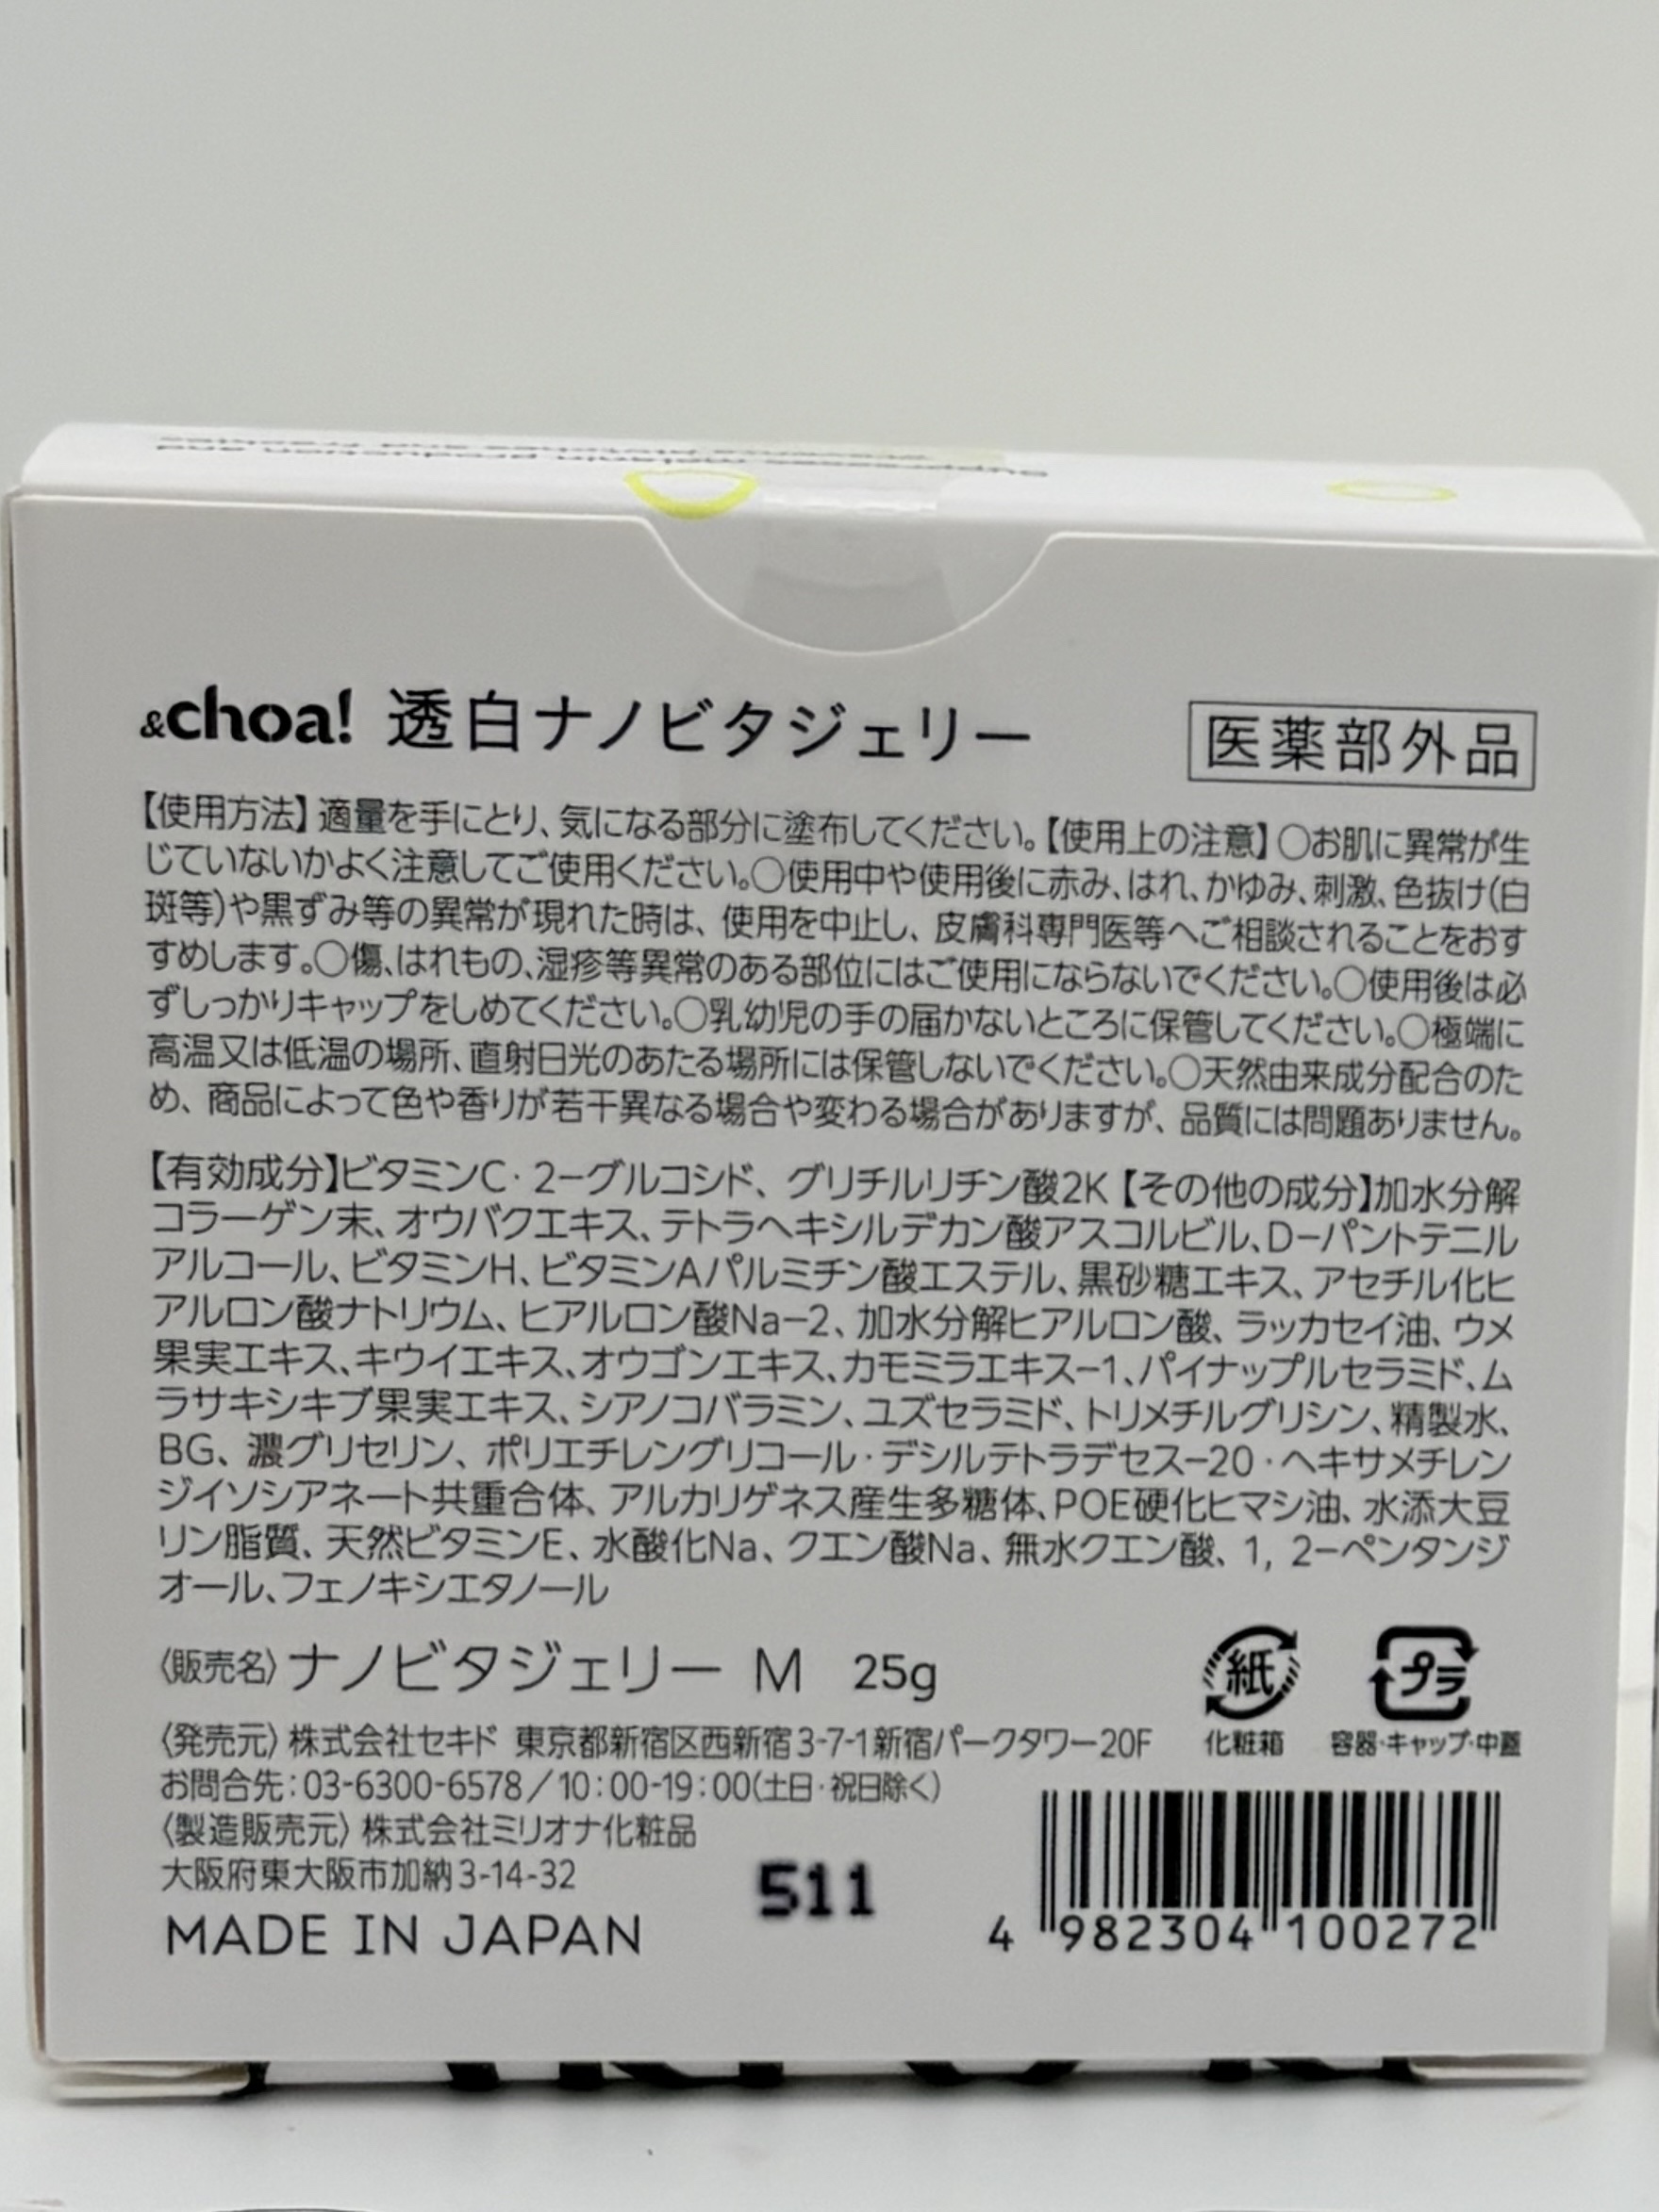 suppresses melanin production and
&choa! 透白ナノビタジェリー
医薬部外品
【使用方法】適量を手にとり、気になる部分に塗布してください。【使用上の注意】○お肌に異常が生
じていないかよく注意してご使用ください。○使用中や使用後に赤み、はれ、かゆみ、刺激、色抜け(白
斑等)や黒ずみ等の異常が現れた時は、使用を中止し、皮膚科専門医等へご相談されることをおす
すめします。○傷、はれもの、湿疹等異常のある部位にはご使用にならないでください。○使用後は必
ずしっかりキャップをしめてください。○乳幼児の手の届かないところに保管してください。○極端に
高温又は低温の場所、直射日光のあたる場所には保管しないでください。○天然由来成分配合のた
め、商品によって色や香りが若干異なる場合や変わる場合がありますが、品質には問題ありません。
【有効成分】ビタミンC・2-グルコシド、グリチルリチン酸2K【その他の成分】加水分解
コラーゲン末、オウバクエキス、テトラヘキシルデカン酸アスコルビル、D-パントテニル
アルコール、ビタミンH、ビタミンAパルミチン酸エステル、黒砂糖エキス、アセチル化ヒ
アルロン酸ナトリウム、ヒアルロン酸Na-2、加水分解ヒアルロン酸、ラッカセイ油、ウメ
果実エキス、キウイエキス、オウゴンエキス、カモミラエキス-1、パイナップルセラミド、ム
ラサキシキブ果実エキス、シアノコバラミン、ユズセラミド、トリメチルグリシン、精製水、
BG、濃グリセリン、ポリエチレングリコール・デシルテトラデセス-20・ヘキサメチレン
ジイソシアネート共重合体、アルカリゲネス産生多糖体、POE硬化ヒマシ油、水添大豆
リン脂質、天然ビタミンE、水酸化Na、クエン酸Na、無水クエン酸、1, 2-ペンタンジ
オール、フェノキシエタノール
〈販売名〉ナノビタジェリー M 25g
紙
プラ
〈発売元〉株式会社セキド 東京都新宿区西新宿3-7-1新宿パークタワー20F
化粧箱
容器・キャップ・中蓋
お問合先:03-6300-6578/10:00-19:00(土日・祝日除く)
〈製造販売元〉株式会社ミリオナ化粧品
大阪府東大阪市加納3-14-32
511
MADE IN JAPAN
4 982304 100272